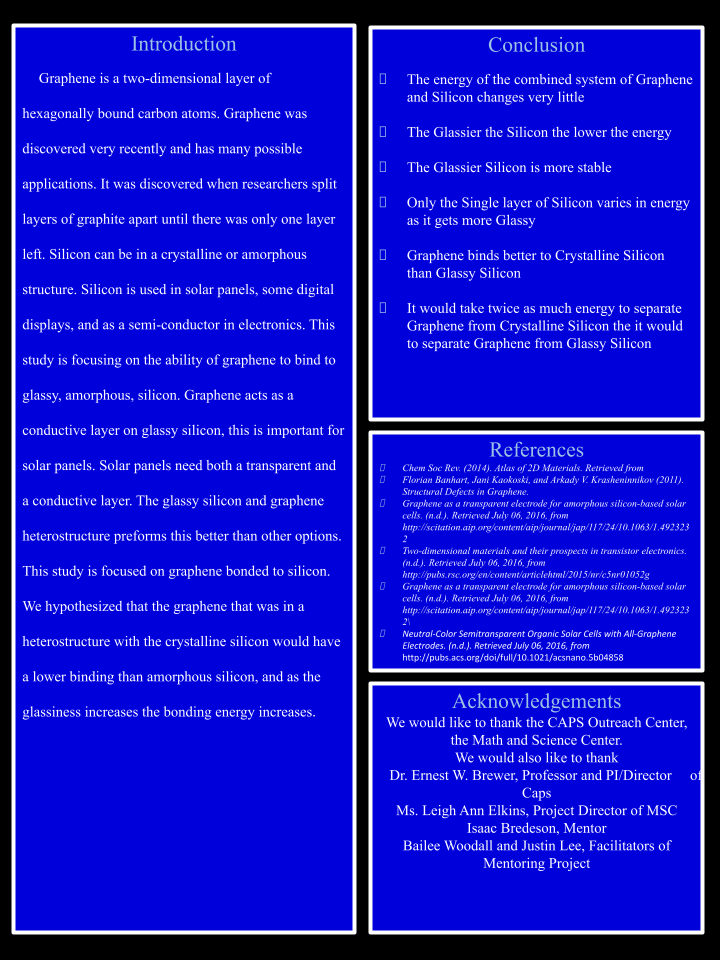 Introduction
Graphene is a two-dimensional layer of
hexagonally bound carbon atoms. Graphene was
discovered very recently and has many possible
applications. It was discovered when researchers split
layers of graphite apart until there was only one layer
left. Silicon can be in a crystalline or amorphous
structure. Silicon is used in solar panels, some digital
displays, and as a semi-conductor in electronics. This
study is focusing on the ability of graphene to bind to
glassy, amorphous, silicon. Graphene acts as a
conductive layer on glassy silicon, this is important for
solar panels. Solar panels need both a transparent and
a conductive layer. The glassy silicon and graphene
heterostructure preforms this better than other options.
This study is focused on graphene bonded to silicon.
We hypothesized that the graphene that was in a
heterostructure with the crystalline silicon would have
a lower binding than amorphous silicon, and as the
glassiness increases the bonding energy increases.
Conclusion
The energy of the combined system of Graphene
and Silicon changes very little
The Glassier the Silicon the lower the energy
The Glassier Silicon is more stable
Only the Single layer of Silicon varies in energy
as it gets more Glassy
Graphene binds better to Crystalline Silicon
than Glassy Silicon
It would take twice as much energy to separate
Graphene from Crystalline Silicon the it would
to separate Graphene from Glassy Silicon
References
Chem Soc Rev. (2014). Atlas of 2D Materials. Retrieved from
Florian Banhart, Jani Kaokoski, and Arkady V. Krasheninnikov (2011).
Structural Defects in Graphene.
Graphene as a transparent electrode for amorphous silicon-based solar
cells. (n.d.). Retrieved July 06, 2016, from
http://scitation.aip.org/content/aip/journal/jap/117/24/10.1063/1.492323
2
Two-dimensional materials and their prospects in transistor electronics.
(n.d.). Retrieved July 06, 2016, from
http://pubs.rsc.org/en/content/articlehtml/2015/nr/c5nr01052g
Graphene as a transparent electrode for amorphous silicon-based solar
cells. (n.d.). Retrieved July 06, 2016, from
http://scitation.aip.org/content/aip/journal/jap/117/24/10.1063/1.492323
2\
Neutral-Color Semitransparent Organic Solar Cells with All-Graphene
Electrodes. (n.d.). Retrieved July 06, 2016, from
http://pubs.acs.org/doi/full/10.1021/acsnano.5b04858
Acknowledgements
We would like to thank the CAPS Outreach Center,
the Math and Science Center.
We would also like to thank
Dr. Ernest W. Brewer, Professor and PI/Director of
Caps
Ms. Leigh Ann Elkins, Project Director of MSC
Isaac Bredeson, Mentor
Bailee Woodall and Justin Lee, Facilitators of
Mentoring Project